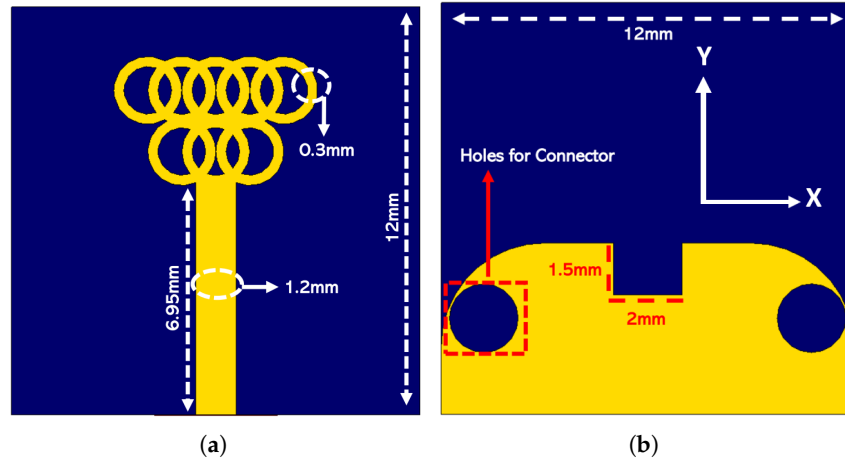 0.3mm
12mm
6.95mm
1.2mm
(a)
12mm
Y
Holes for Connector
X
1.5mm
2mm
(b)